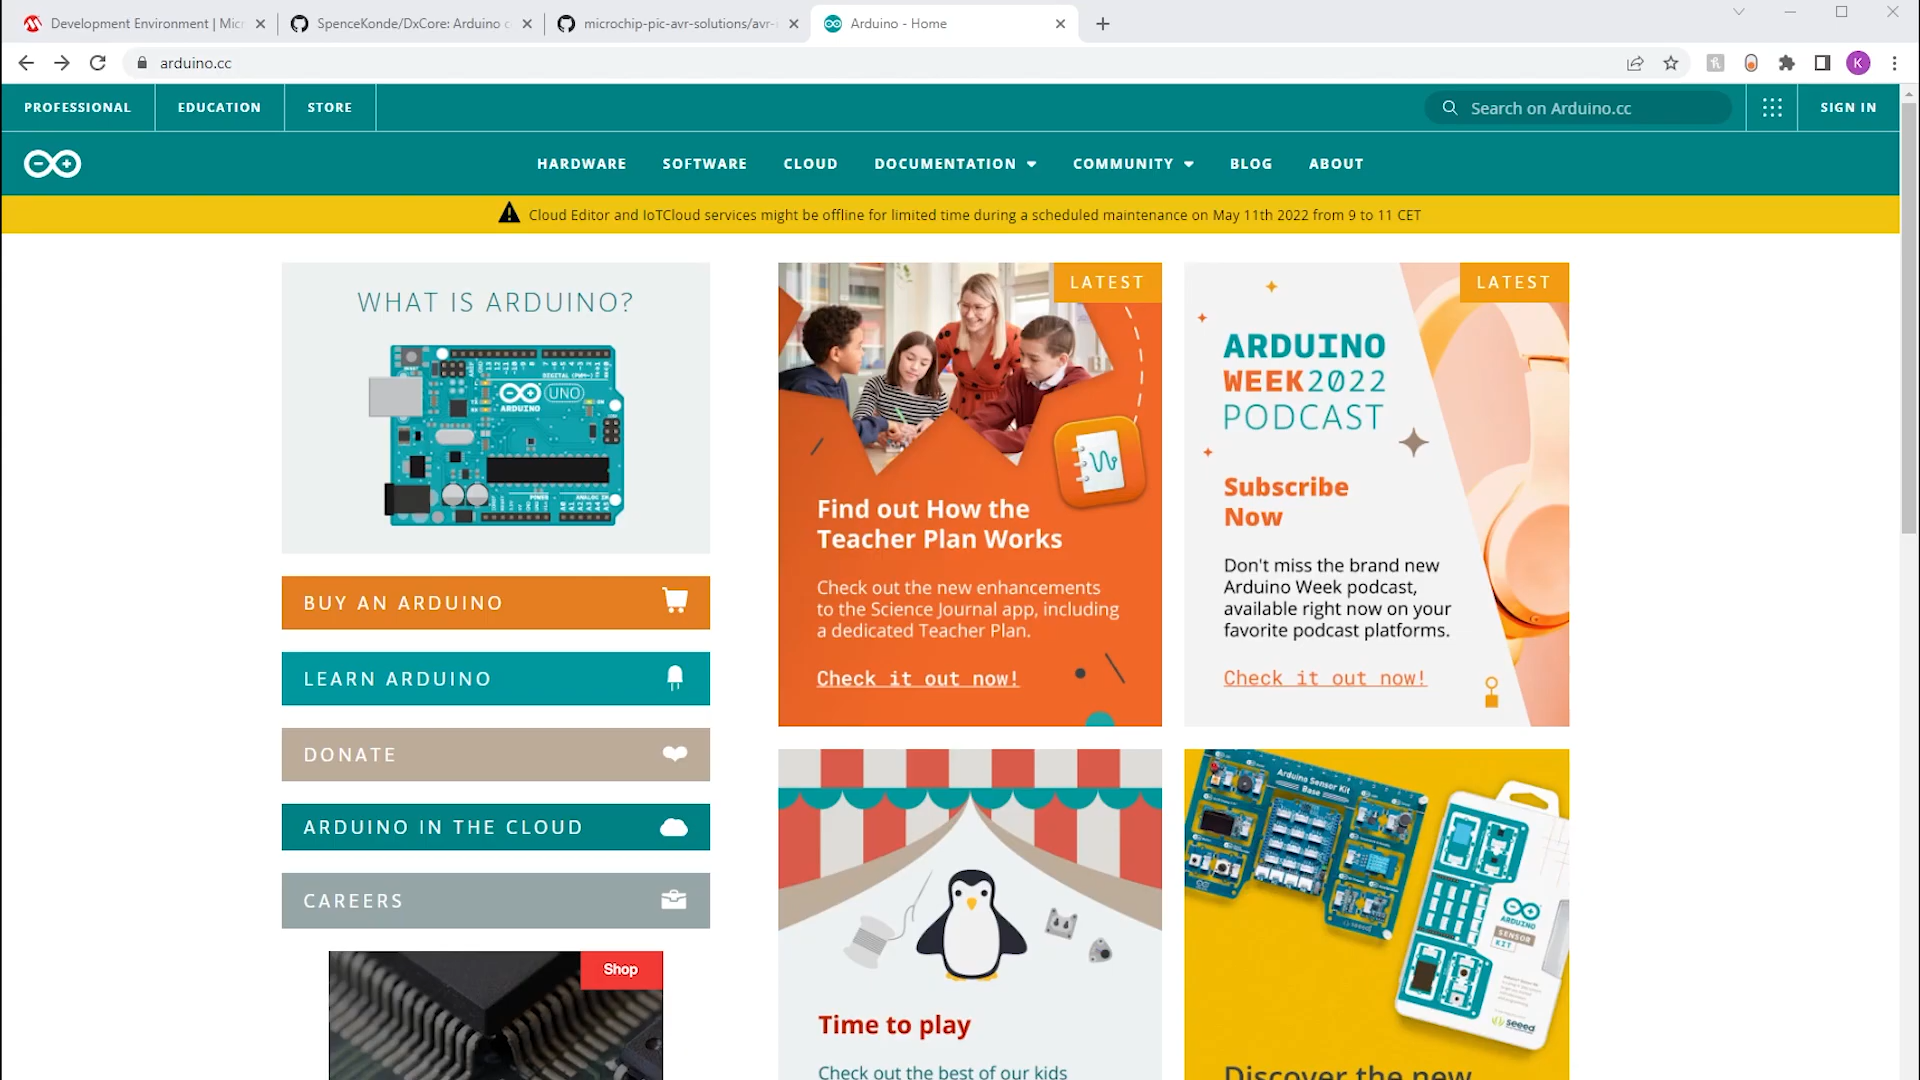 Development Environment | Micr
SpenceKonde/DxCore: Arduino c
microchip-pic-avr-solutions/avr-
Arduino - Home
arduino.cc
K
PROFESSIONAL
EDUCATION
STORE
Search on Arduino.cc
SIGN IN
HARDWARE
SOFTWARE
CLOUD
DOCUMENTATION
COMMUNITY
BLOG
ABOUT
Cloud Editor and IoTCloud services might be offline for limited time during a scheduled maintenance on May 11th 2022 from 9 to 11 CET
WHAT IS ARDUINO?
UNO
ARDUINO
BUY AN ARDUINO
LEARN ARDUINO
DONATE
ARDUINO IN THE CLOUD
CAREERS
Shop
LATEST
Find out How the
Teacher Plan Works
Check out the new enhancements
to the Science Journal app, including
a dedicated Teacher Plan.
Check it out now!
LATEST
ARDUINO
WEEK2022
PODCAST
Subscribe
Now
Don't miss the brand new
Arduino Week podcast,
available right now on your
favorite podcast platforms.
Check it out now!
Time to play
Check out the best of our kids
Arduino Sensor Kit
Base
ARDUINO
SENSOR
KIT
seeed
Discover the new